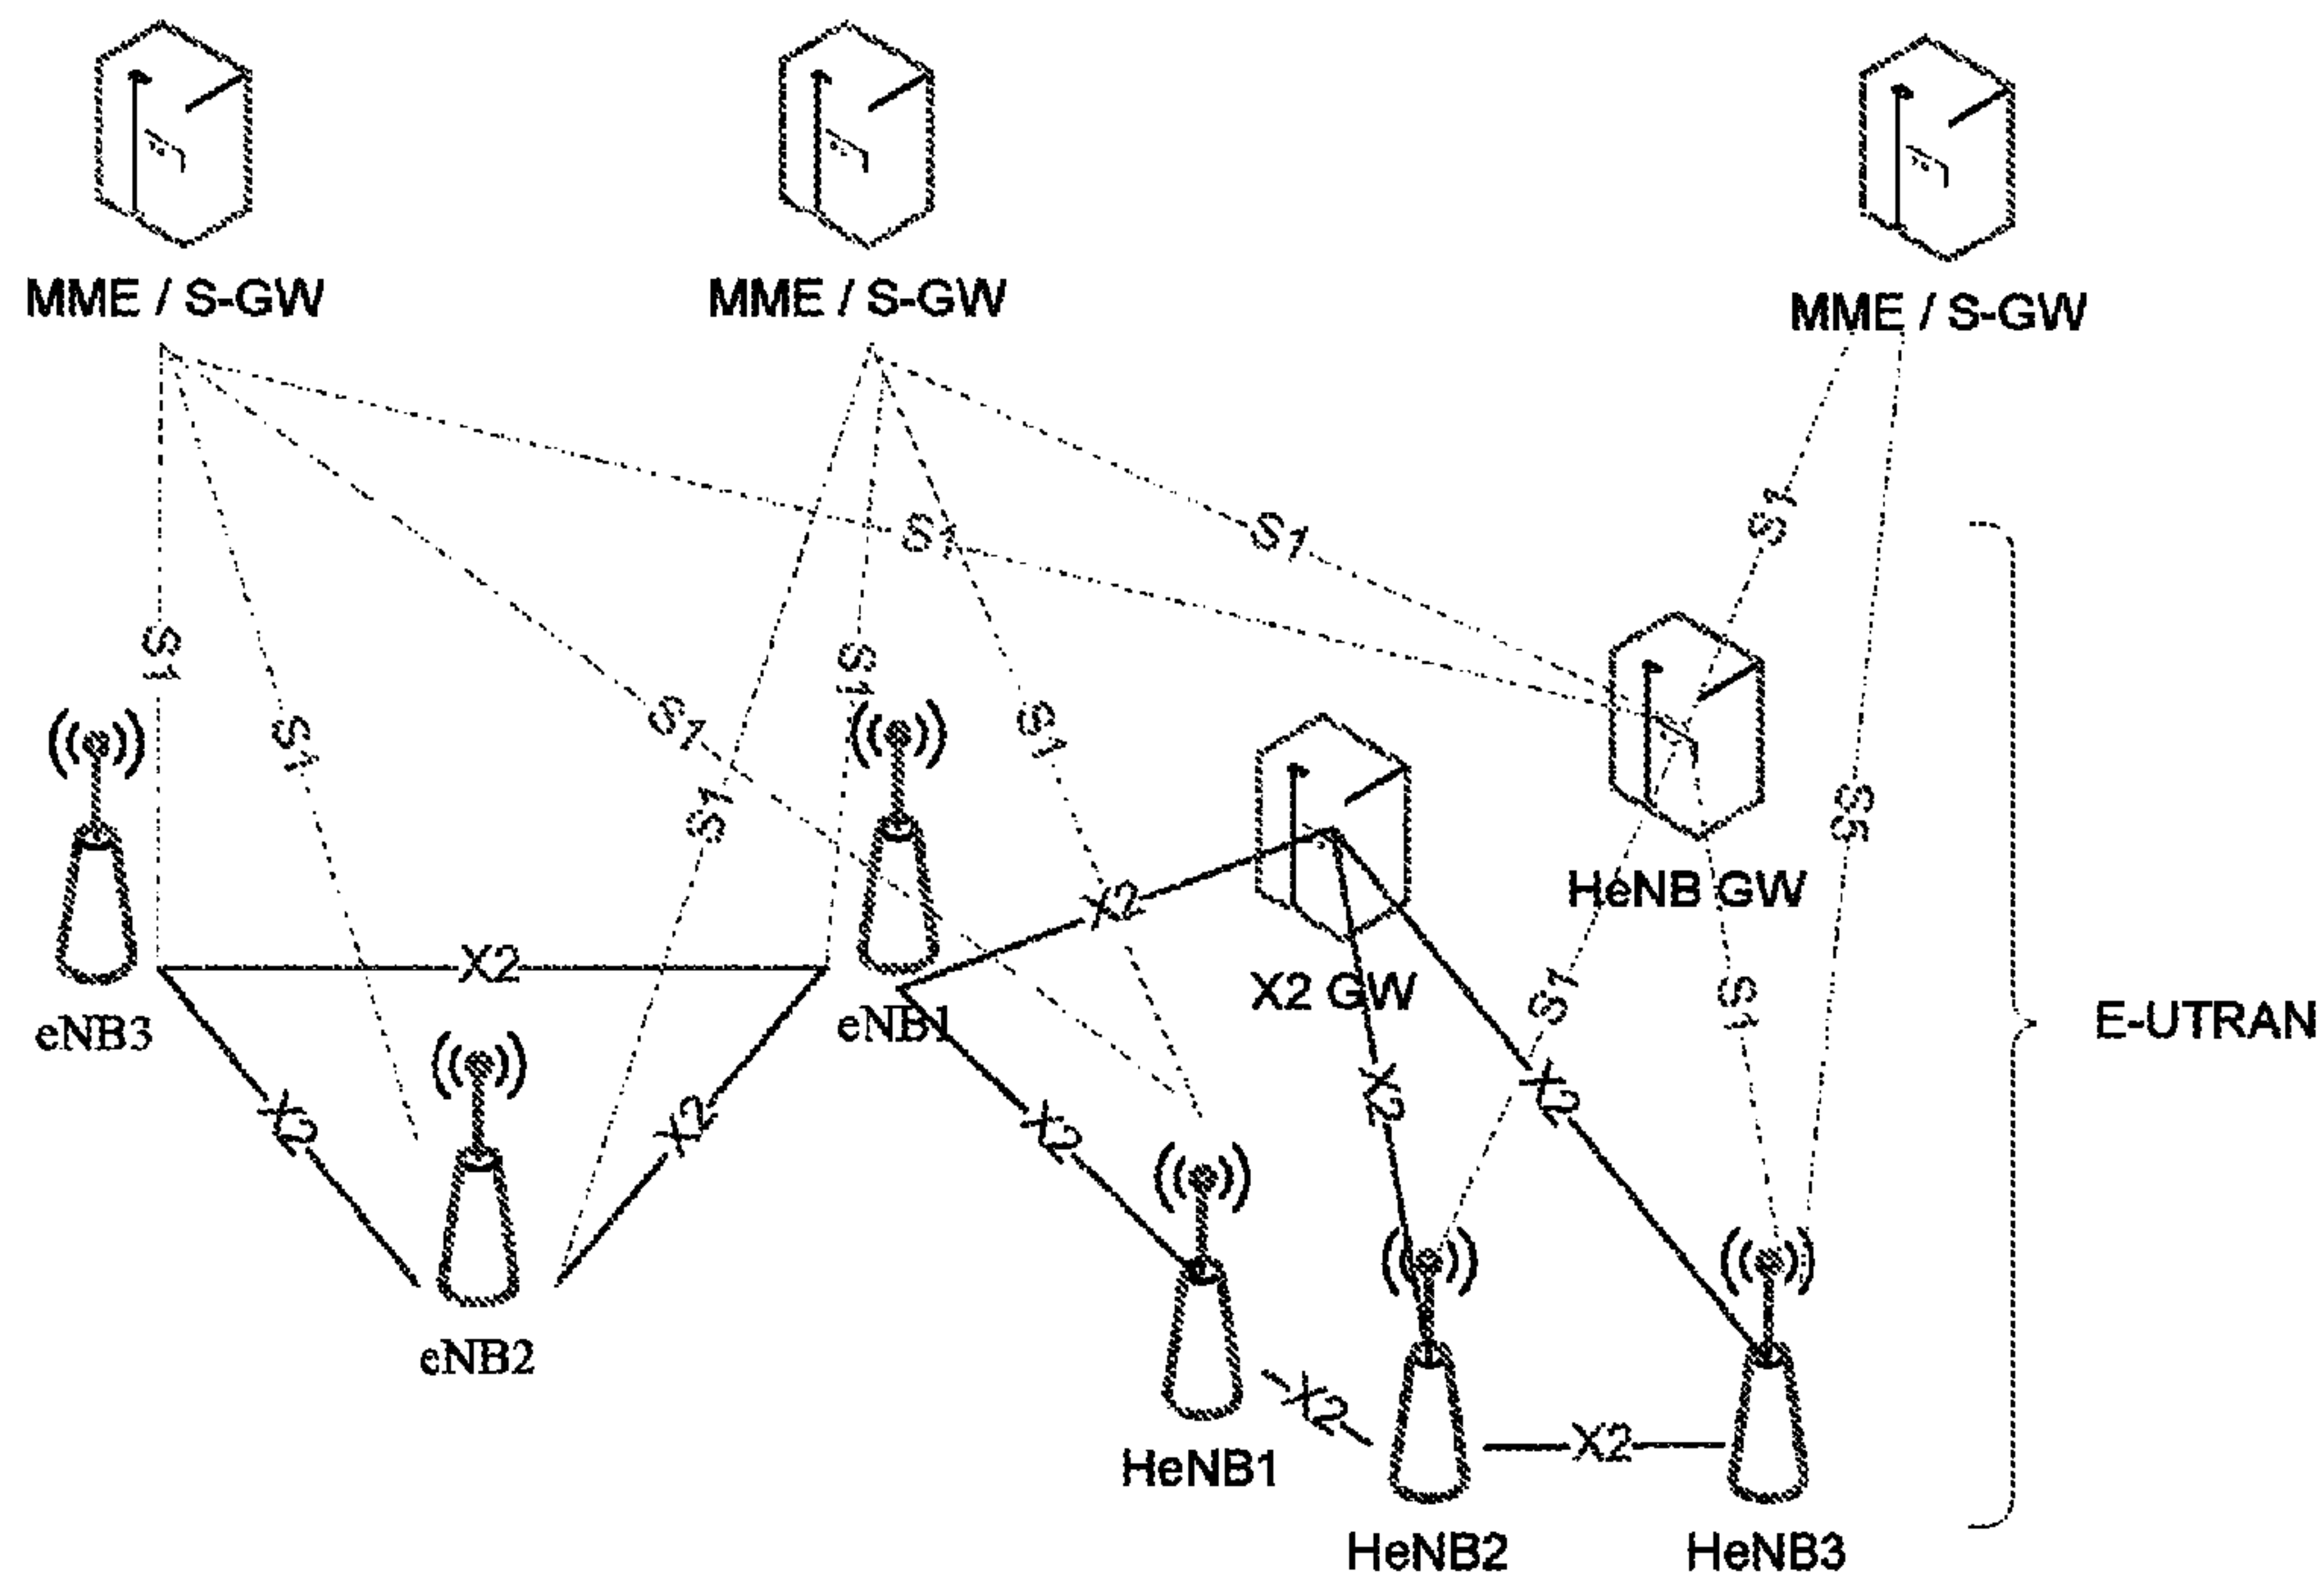 MME / S-GW
MME / S-GW
MME / S-GW
S1
S1
S1
S1
S1
S1
S1
S1
S1
S5
HeNB GW
X2
X2
X2 GW
S1
S1
E-UTRAN
eNB3
eNB1
X2
X2
X2
X2
X2
eNB2
X2
X2
HeNB1
HeNB2
HeNB3